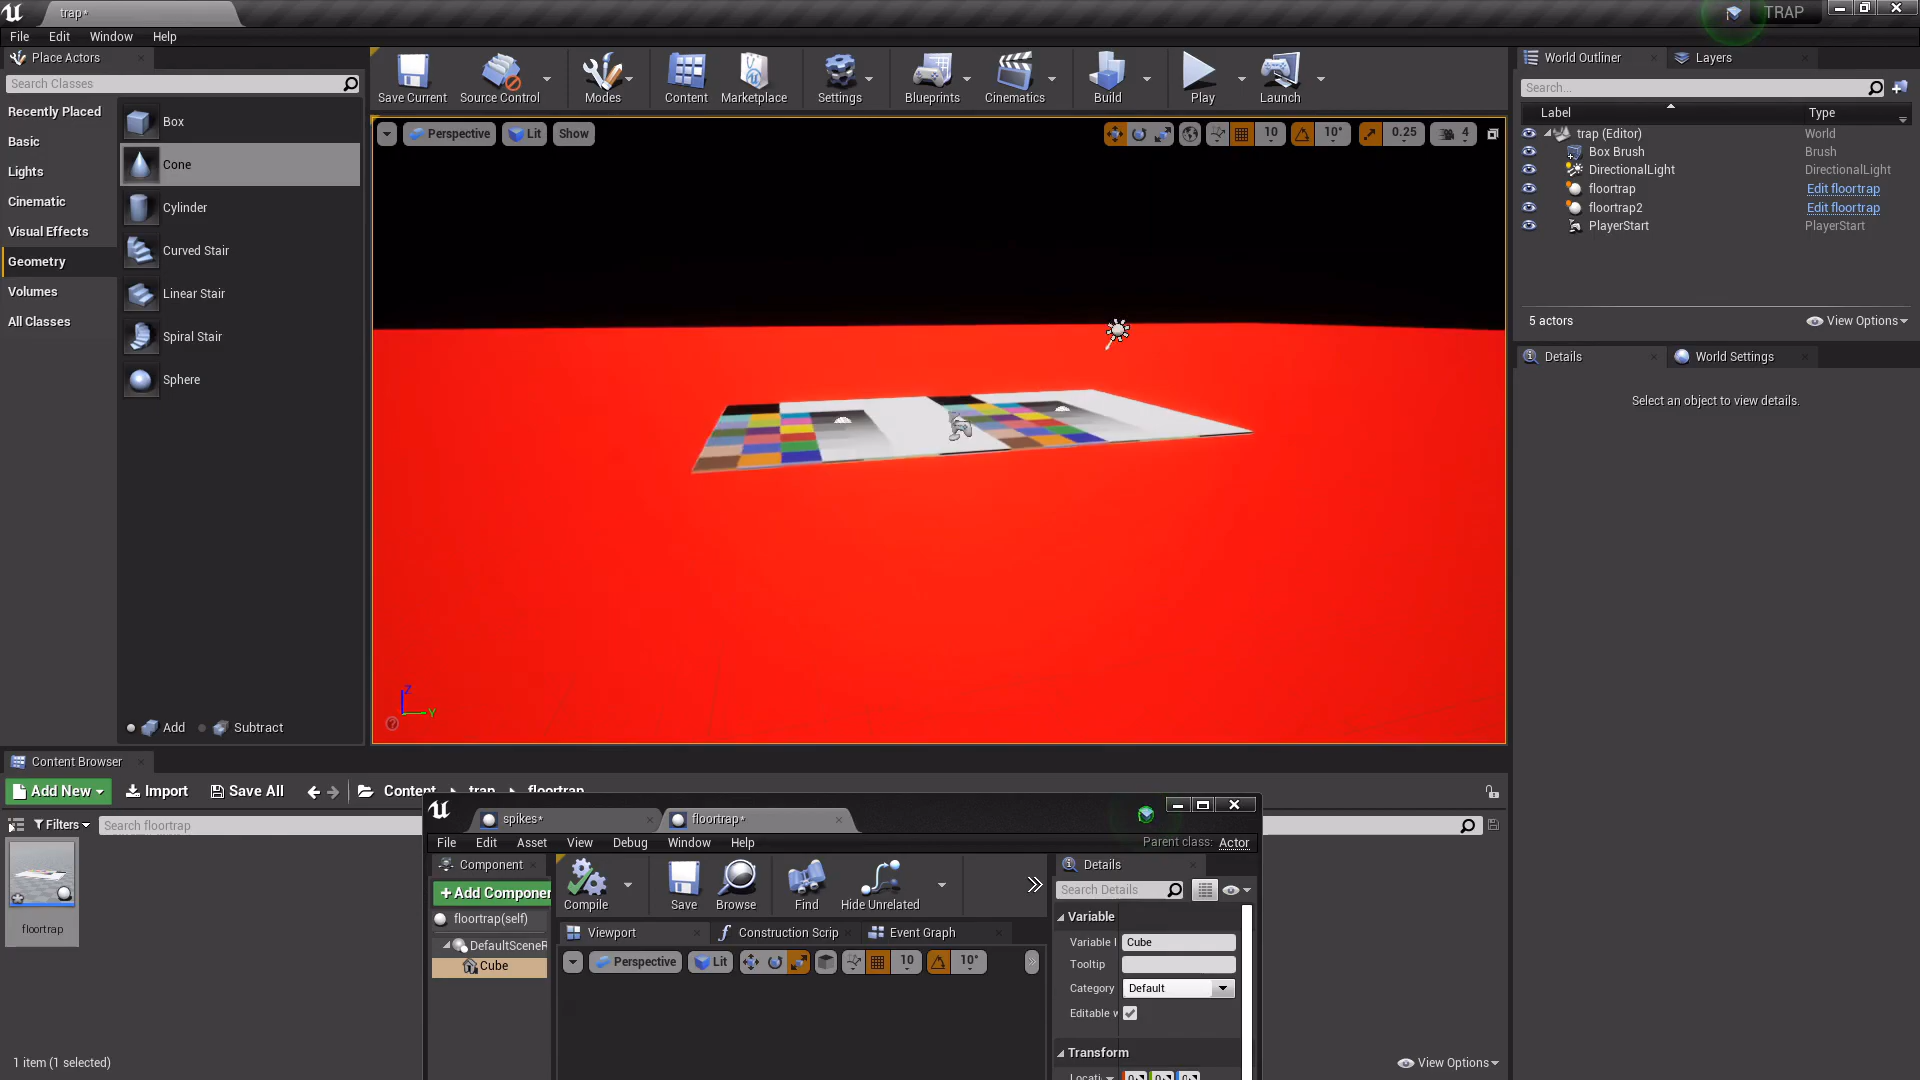 trap*
TRAP
File Edit Window Help
Place Actors
Search Classes
Recently Placed
Basic
Lights
Cinematic
Visual Effects
Geometry
Volumes
All Classes
Box
Cone
Cylinder
Curved Stair
Linear Stair
Spiral Stair
Sphere
Add Subtract
Save Current Source Control Modes Content Marketplace Settings Blueprints Cinematics Build Play Launch
Perspective Lit Show 10 10° 0.25 4
Z
Y
World Outliner Layers
Search...
Label Type
trap (Editor) World
Box Brush Brush
DirectionalLight DirectionalLight
floortrap Edit floortrap
floortrap2 Edit floortrap
PlayerStart PlayerStart
5 actors View Options
Details World Settings
Select an object to view details.
Content Browser
Add New Import Save All Content trap floortrap
Filters Search floortrap
floortrap
1 item (1 selected)
View Options
spikes* floortrap*
File Edit Asset View Debug Window Help
Parent class: Actor
Component
+Add Componen
floortrap(self)
DefaultSceneR
Cube
Compile Save Browse Find Hide Unrelated
Viewport Construction Scrip Event Graph
Perspective Lit 10 10°
Details
Search Details
Variable
Variable Cube
Tooltip
Category Default
Editable w
Transform
Locati